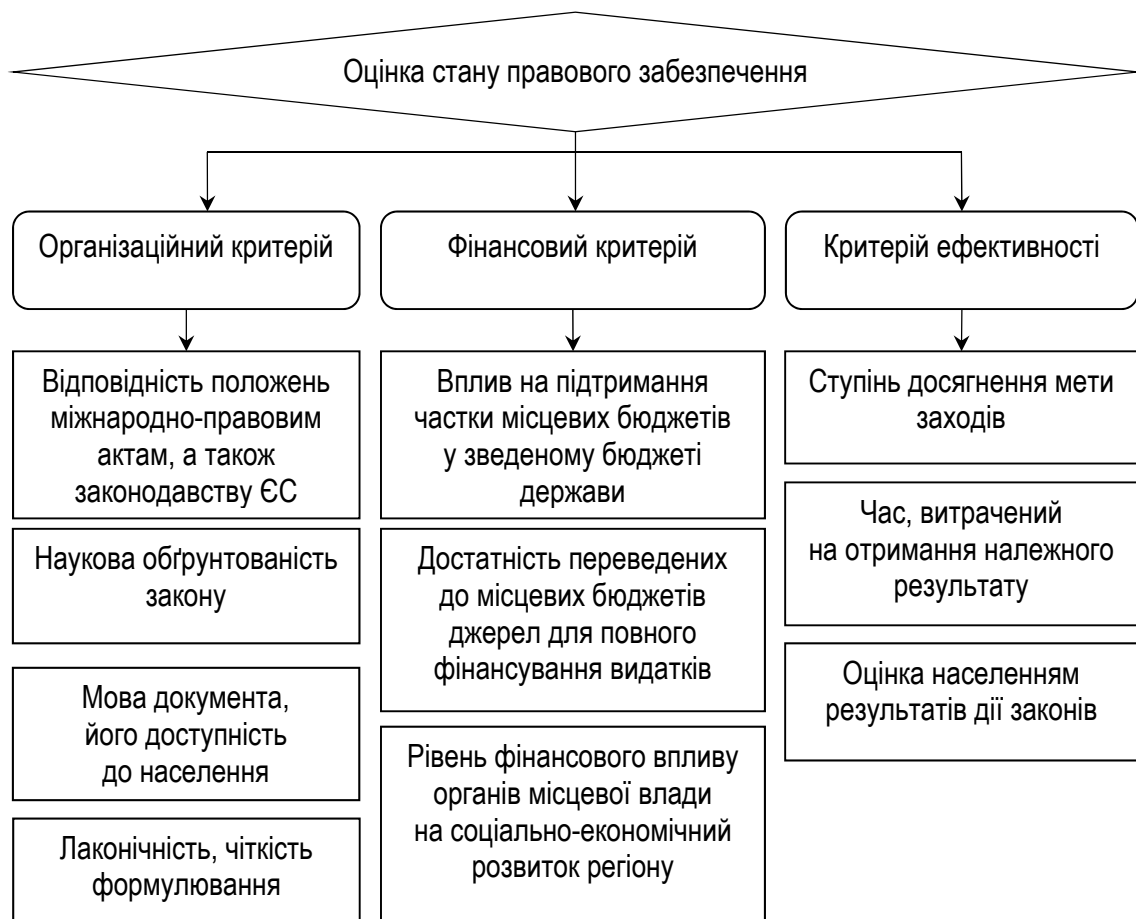 Оцінка стану правового забезпечення
Організаційний критерій
Фінансовий критерій
Критерій ефективності
Відповідність положень
міжнародно-правовим
актам, а також
законодавству ЄС
Наукова обґрунтованість
закону
Мова документа,
його доступність
до населення
Лаконічність, чіткість
формулювання
Вплив на підтримання
частки місцевих бюджетів
у зведеному бюджеті
держави
Достатність переведених
до місцевих бюджетів
джерел для повного
фінансування видатків
Рівень фінансового впливу
органів місцевої влади
на соціально-економічний
розвиток регіону
Ступінь досягнення мети
заходів
Час, витрачений
на отримання належного
результату
Оцінка населенням
результатів дії законів